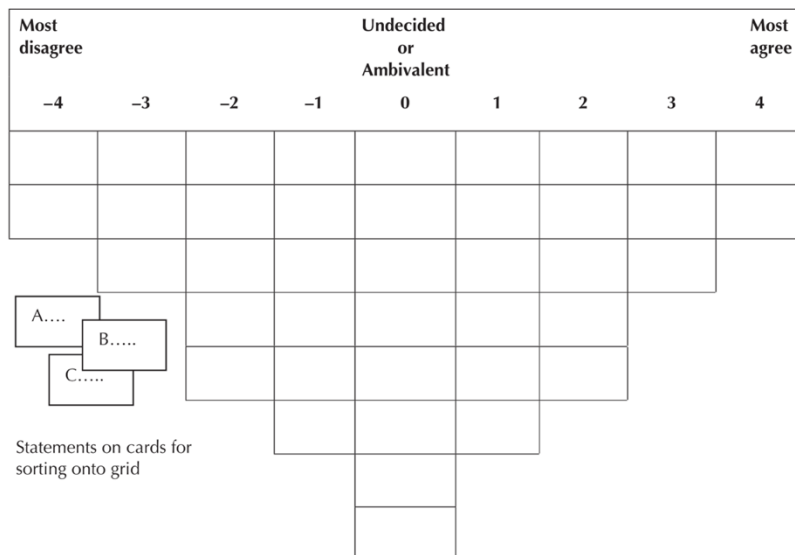 Most disagree
Undecided or Ambivalent
Most agree
–4 –3 –2 –1 0 1 2 3 4
A....
B.....
C.....
Statements on cards for
sorting onto grid